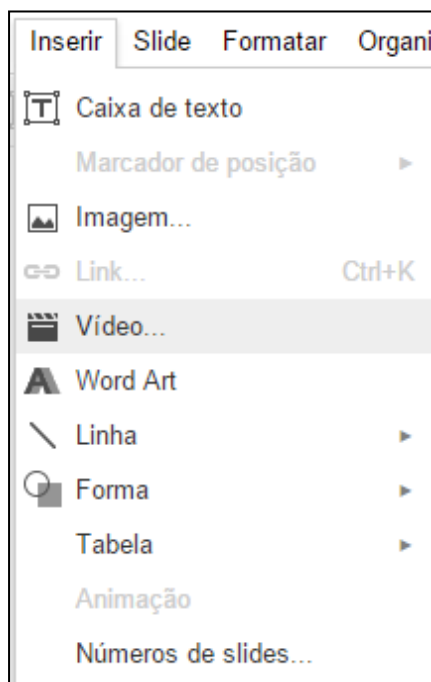 Inserir Slide Formatar Organi
Caixa de texto
Marcador de posição
Imagem...
Link... Ctrl+K
Vídeo...
Word Art
Linha
Forma
Tabela
Animação
Números de slides...